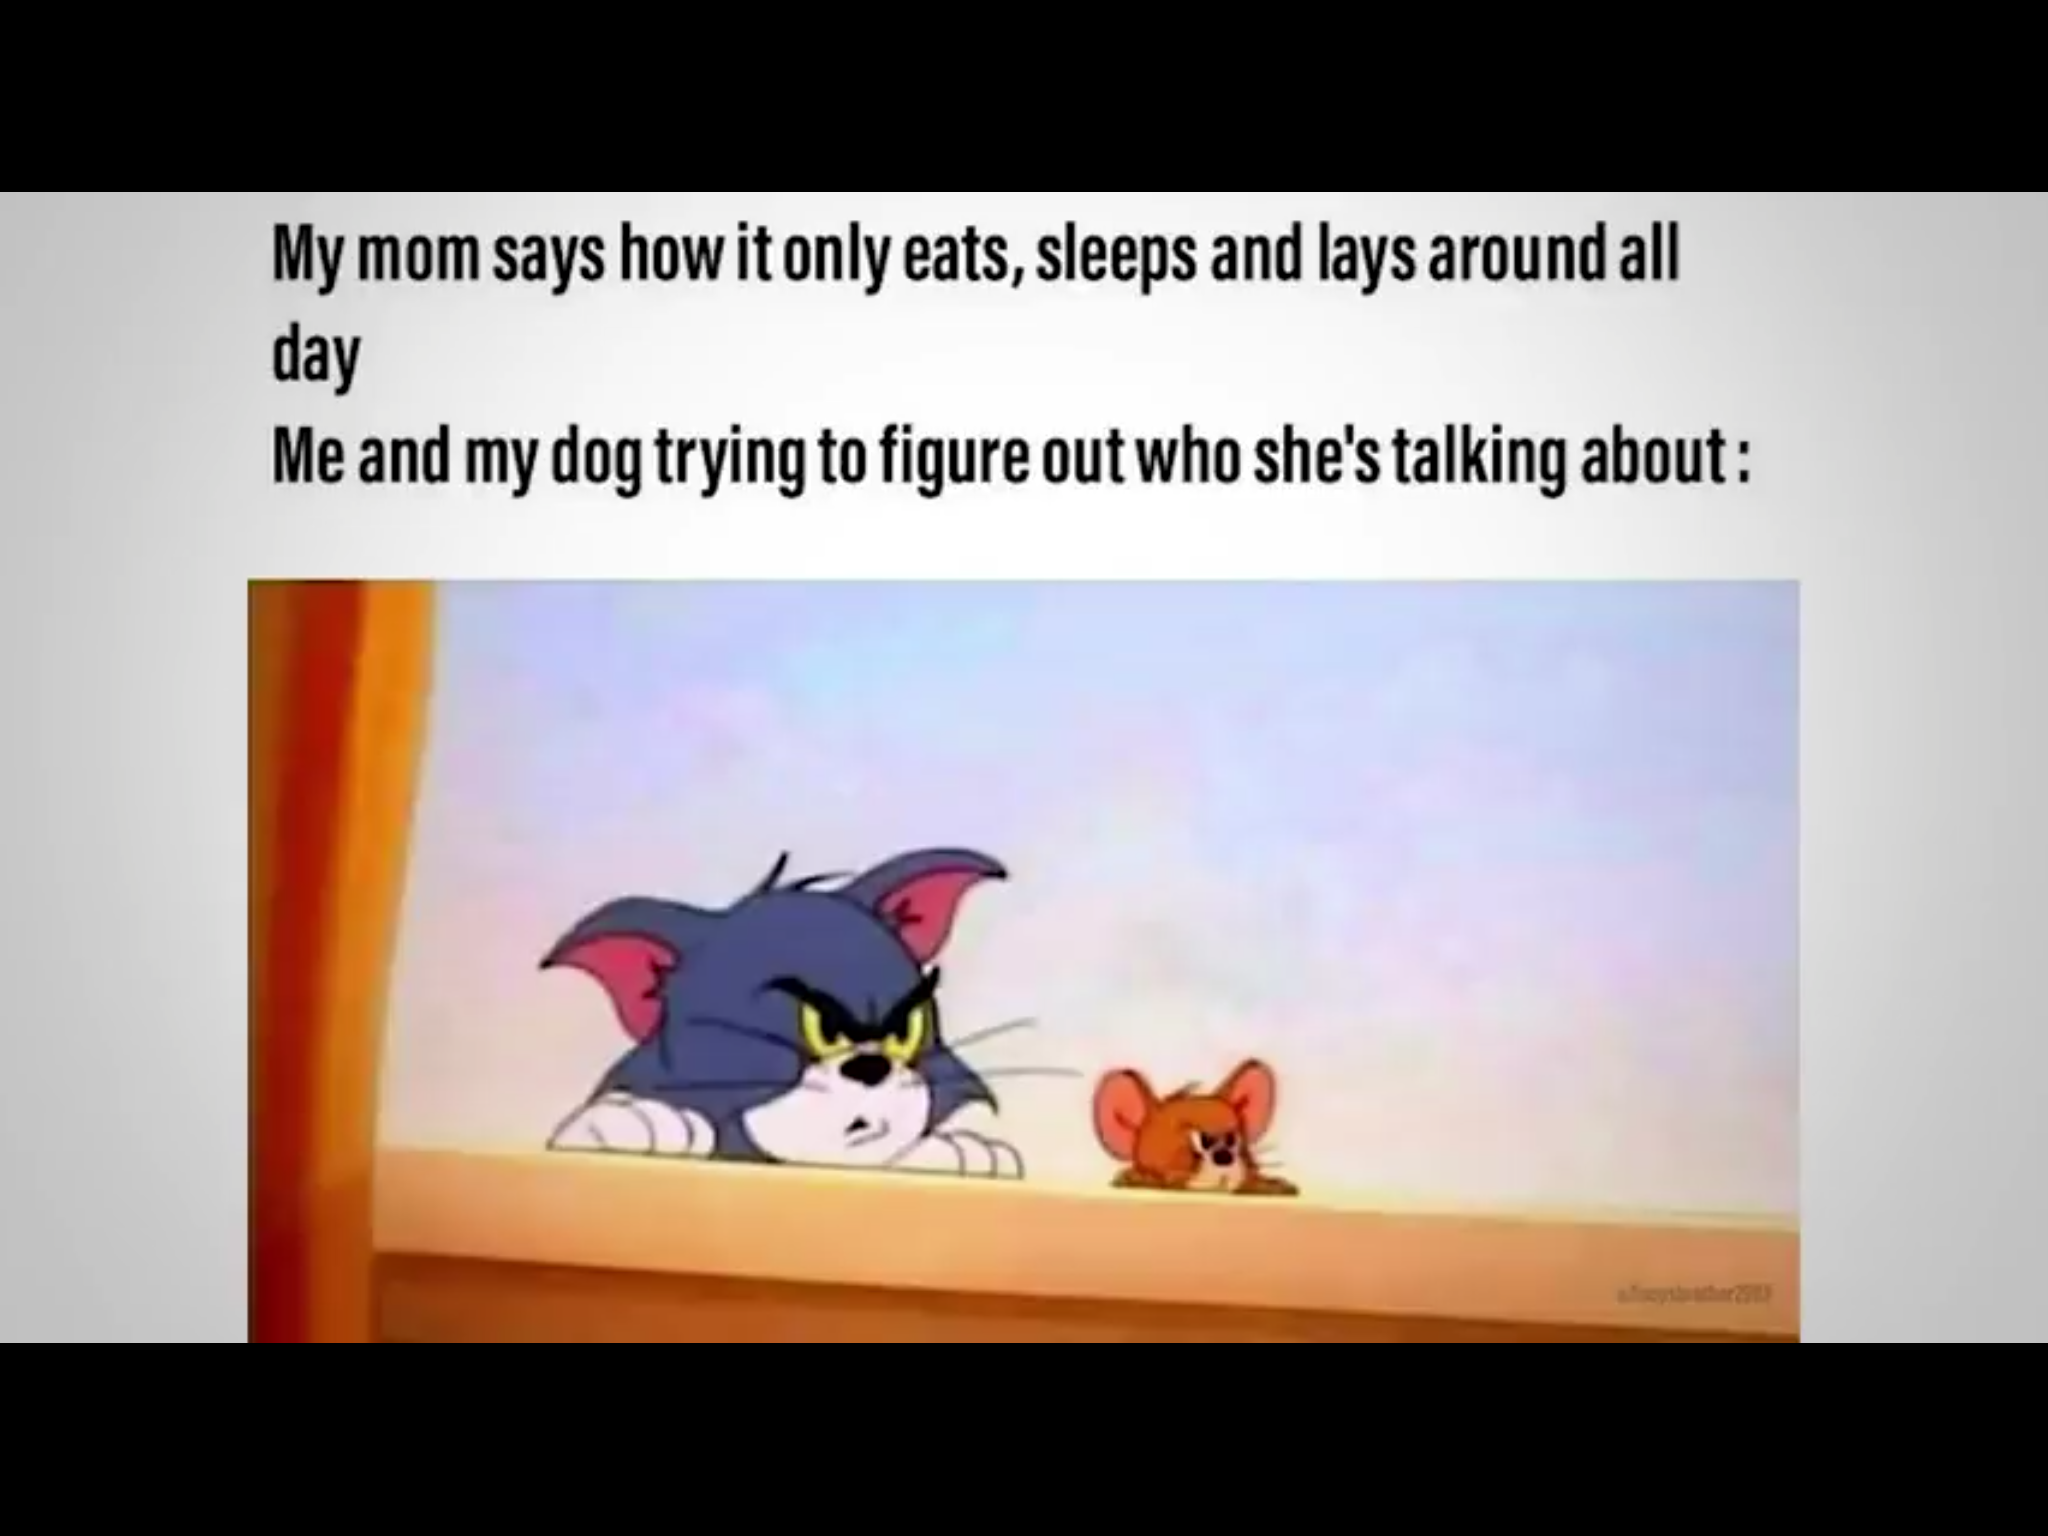 My mom says how it only eats, sleeps and lays around all
day
Me and my dog trying to figure out who she's talking about :